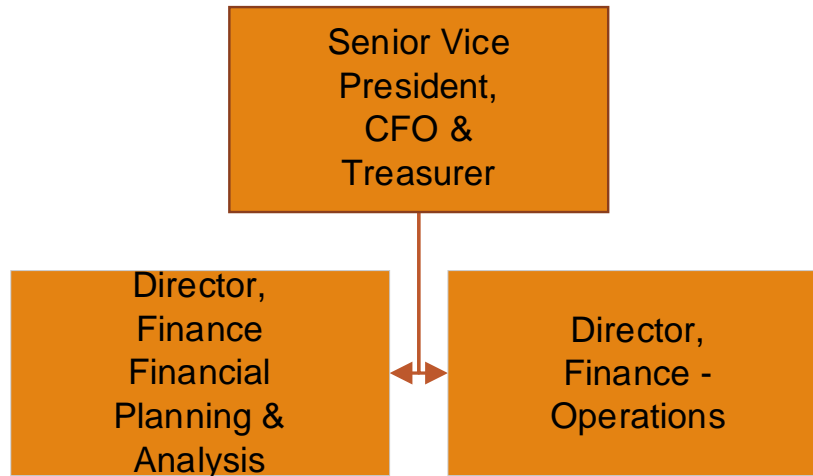 Senior Vice
President,
CFO &
Treasurer
Director,
Finance
Financial
Planning &
Analysis
Director,
Finance -
Operations